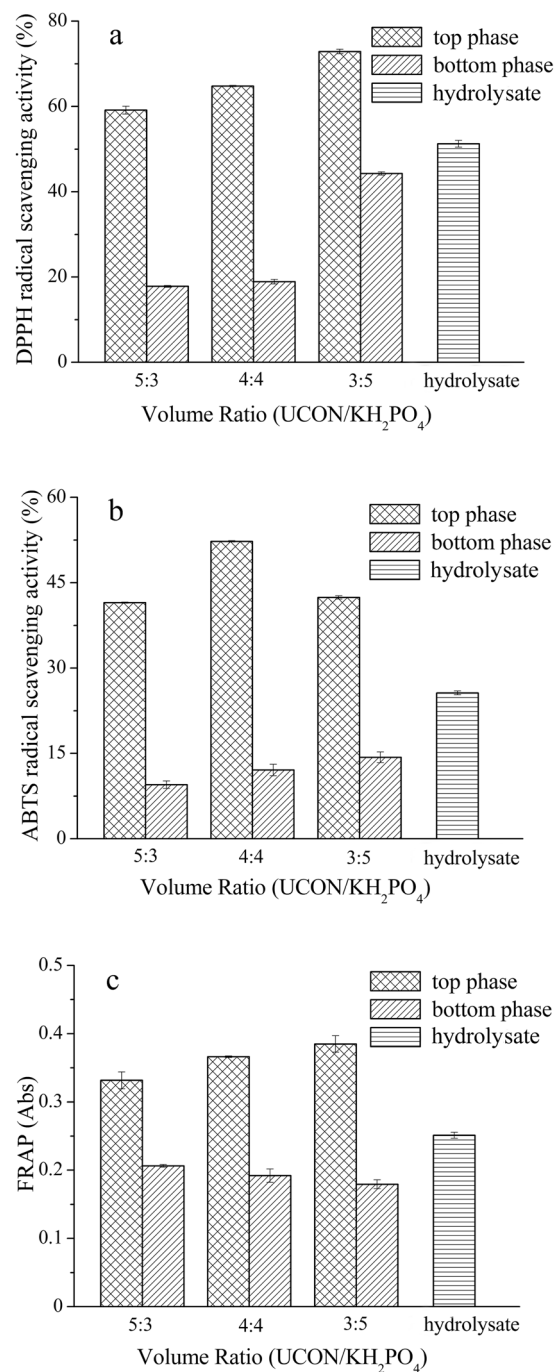 a
top phase
bottom phase
hydrolysate
80
60
40
20
0
DPPH radical scavenging activity (%)
5:3 4:4 3:5 hydrolysate
Volume Ratio (UCON/KH₂PO₄)
b
top phase
bottom phase
hydrolysate
60
45
30
15
0
ABTS radical scavenging activity (%)
5:3 4:4 3:5 hydrolysate
Volume Ratio (UCON/KH₂PO₄)
c
top phase
bottom phase
hydrolysate
0.5
0.4
0.3
0.2
0.1
0
FRAP (Abs)
5:3 4:4 3:5 hydrolysate
Volume Ratio (UCON/KH₂PO₄)